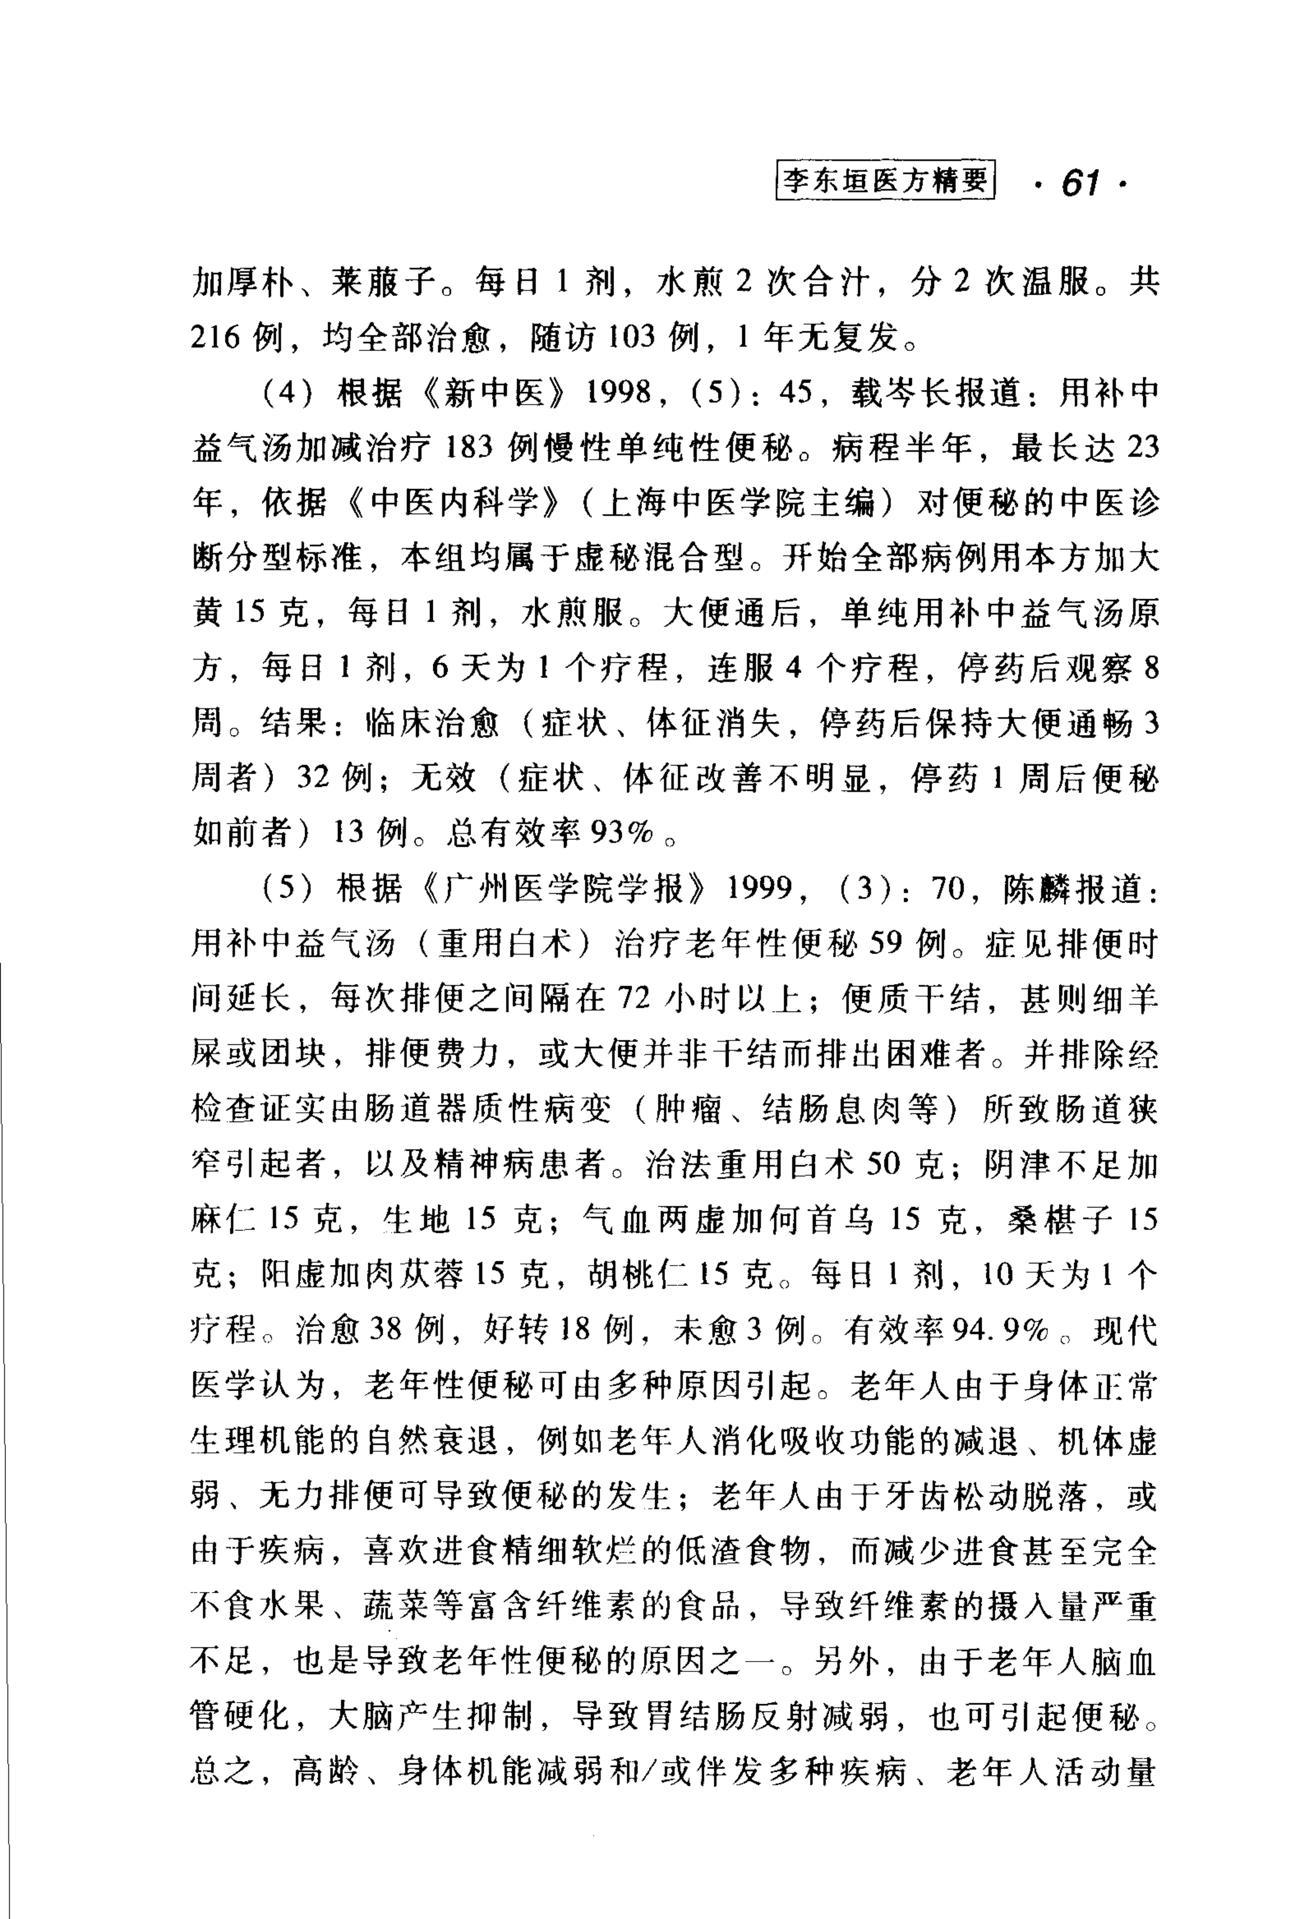 李东垣医方精要 · 61 ·
加厚朴、莱菔子。每日 1 剂，水煎 2 次合汁，分 2 次温服。共
216 例，均全部治愈，随访 103 例，1 年无复发。
（4）根据《新中医》1998，（5）：45，载岑长报道：用补中
益气汤加减治疗 183 例慢性单纯性便秘。病程半年，最长达 23
年，依据《中医内科学》（上海中医学院主编）对便秘的中医诊
断分型标准，本组均属于虚秘混合型。开始全部病例用本方加大
黄 15 克，每日 1 剂，水煎服。大便通后，单纯用补中益气汤原
方，每日 1 剂，6 天为 1 个疗程，连服 4 个疗程，停药后观察 8
周。结果：临床治愈（症状、体征消失，停药后保持大便通畅 3
周者）32 例；无效（症状、体征改善不明显，停药 1 周后便秘
如前者）13 例。总有效率 93%。
（5）根据《广州医学院学报》1999，（3）：70，陈麟报道：
用补中益气汤（重用白术）治疗老年性便秘 59 例。症见排便时
间延长，每次排便之间隔在 72 小时以上；便质干结，甚则细羊
屎或团块，排便费力，或大便并非干结而排出困难者。并排除经
检查证实由肠道器质性病变（肿瘤、结肠息肉等）所致肠道狭
窄引起者，以及精神病患者。治法重用白术 50 克；阴津不足加
麻仁 15 克，生地 15 克；气血两虚加何首乌 15 克，桑椹子 15
克；阳虚加肉苁蓉 15 克，胡桃仁 15 克。每日 1 剂，10 天为 1 个
疗程。治愈 38 例，好转 18 例，未愈 3 例。有效率 94.9%。现代
医学认为，老年性便秘可由多种原因引起。老年人由于身体正常
生理机能的自然衰退，例如老年人消化吸收功能的减退、机体虚
弱、无力排便可导致便秘的发生；老年人由于牙齿松动脱落，或
由于疾病，喜欢进食精细软烂的低渣食物，而减少进食甚至完全
不食水果、蔬菜等富含纤维素的食品，导致纤维素的摄入量严重
不足，也是导致老年性便秘的原因之一。另外，由于老年人脑血
管硬化，大脑产生抑制，导致胃结肠反射减弱，也可引起便秘。
总之，高龄、身体机能减弱和/或伴发多种疾病、老年人活动量